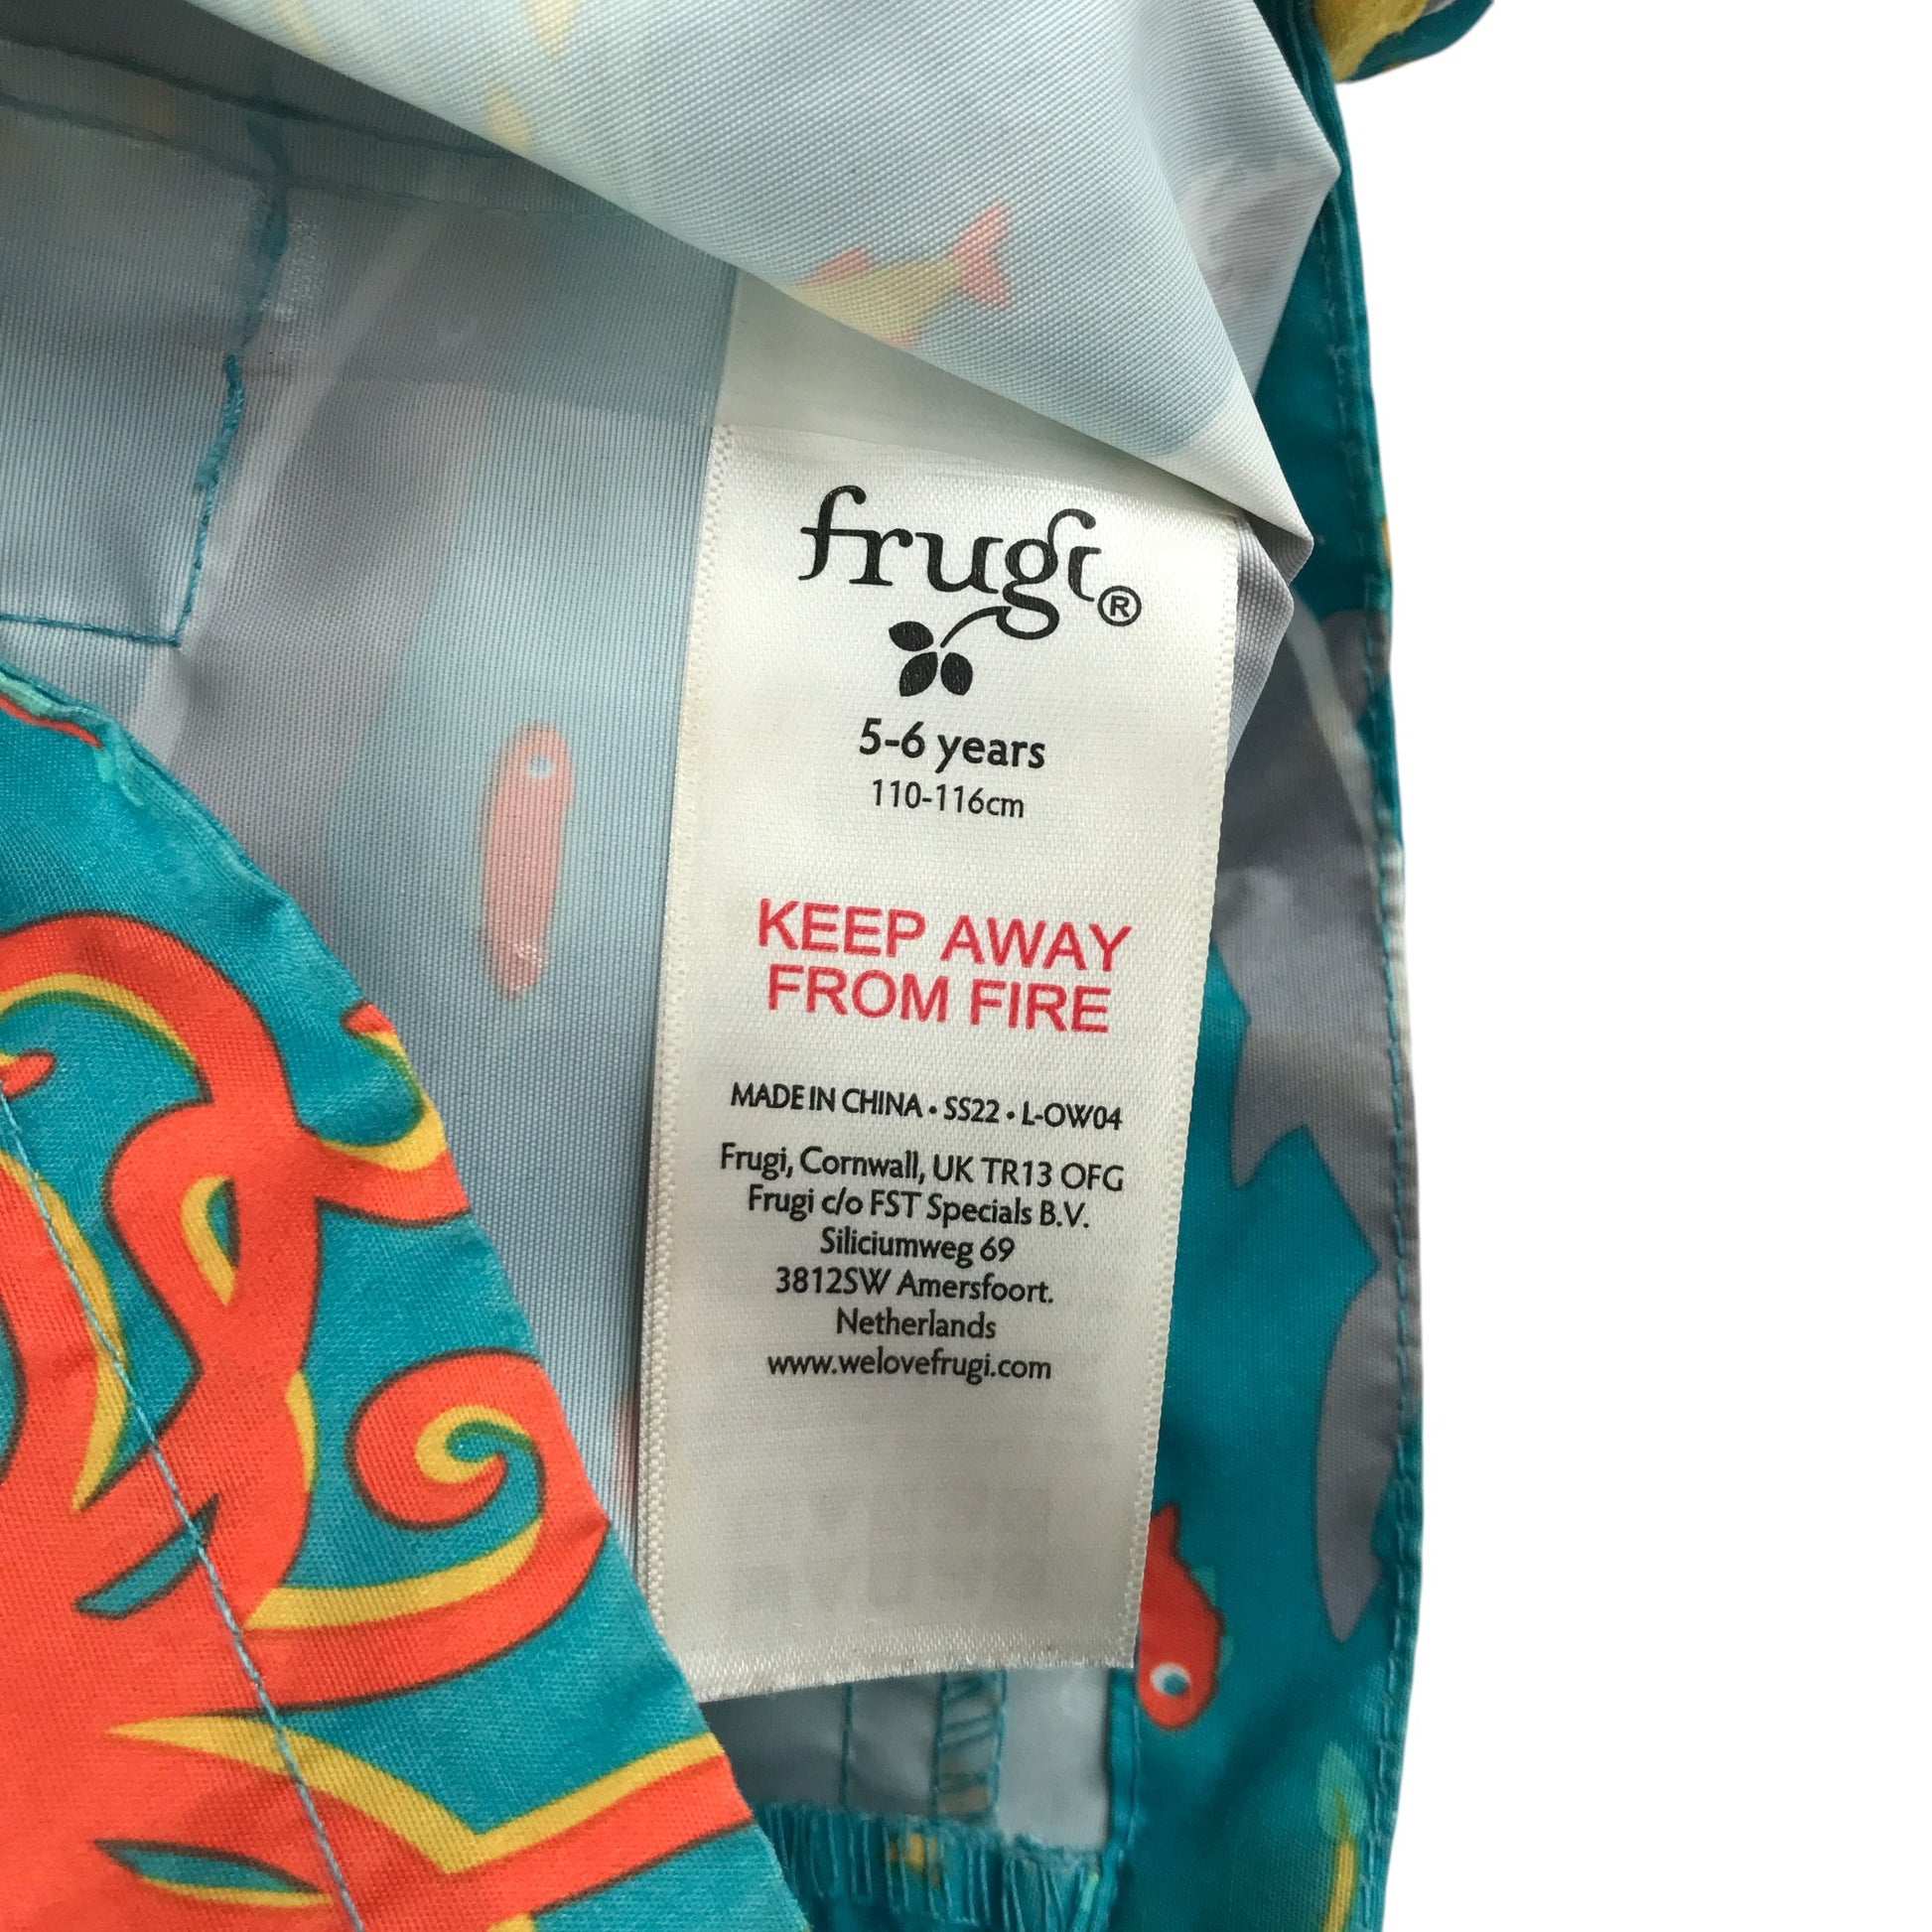 frugi®
5-6 years
110-116cm
KEEP AWAY
FROM FIRE
MADE IN CHINA • SS22 • L-OW04
Frugi, Cornwall, UK TR13 OFG
Frugi c/o FST Specials B.V.
Siliciumweg 69
3812SW Amersfoort.
Netherlands
www.welovefrugi.com